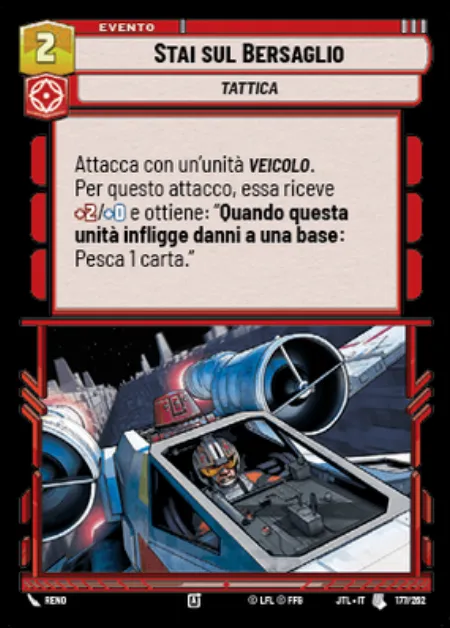 EVENTO
2
STAI SUL BERSAGLIO
TATTICA
Attacca con un'unità VEICOLO.
Per questo attacco, essa riceve
+2/+0 e ottiene: "Quando questa
unità infligge danni a una base:
Pesca 1 carta."
RENO
A
© LFL © FFG
JTL • IT
171/262